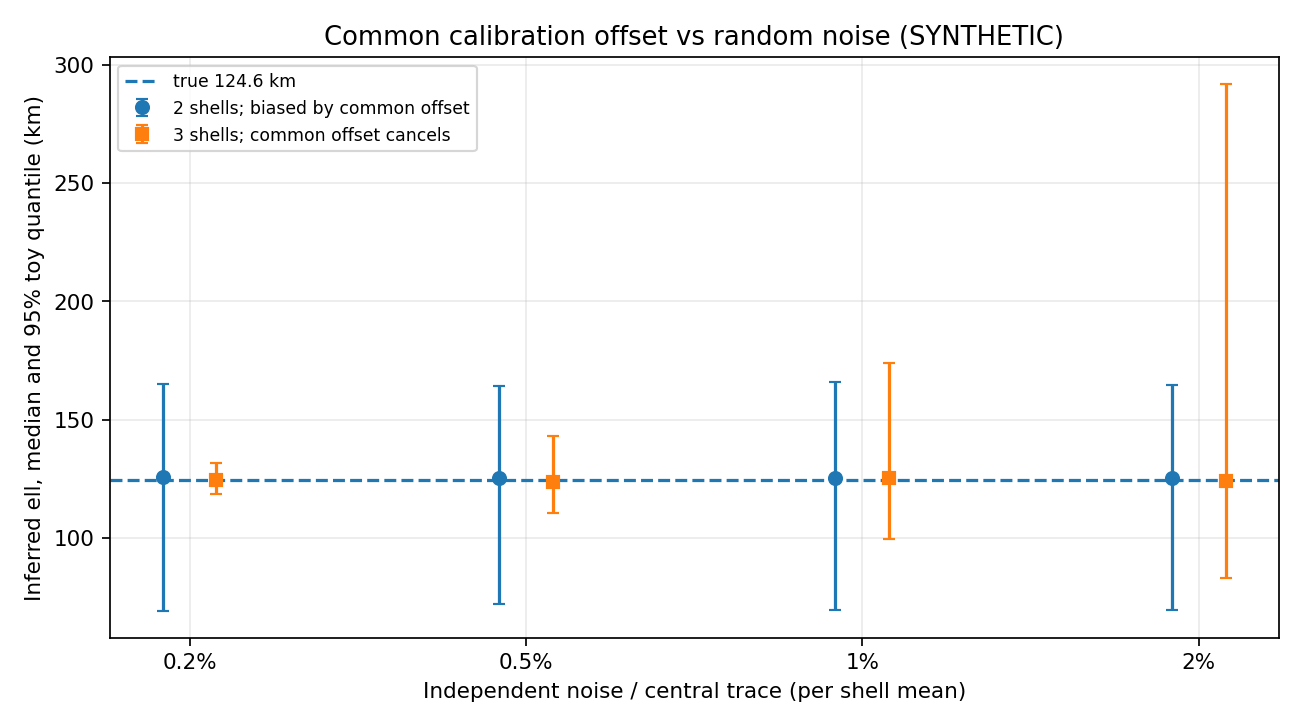 Common calibration offset vs random noise (SYNTHETIC)
Inferred ell, median and 95% toy quantile (km)
300
250
200
150
100
true 124.6 km
2 shells; biased by common offset
3 shells; common offset cancels
0.2%
0.5%
1%
2%
Independent noise / central trace (per shell mean)